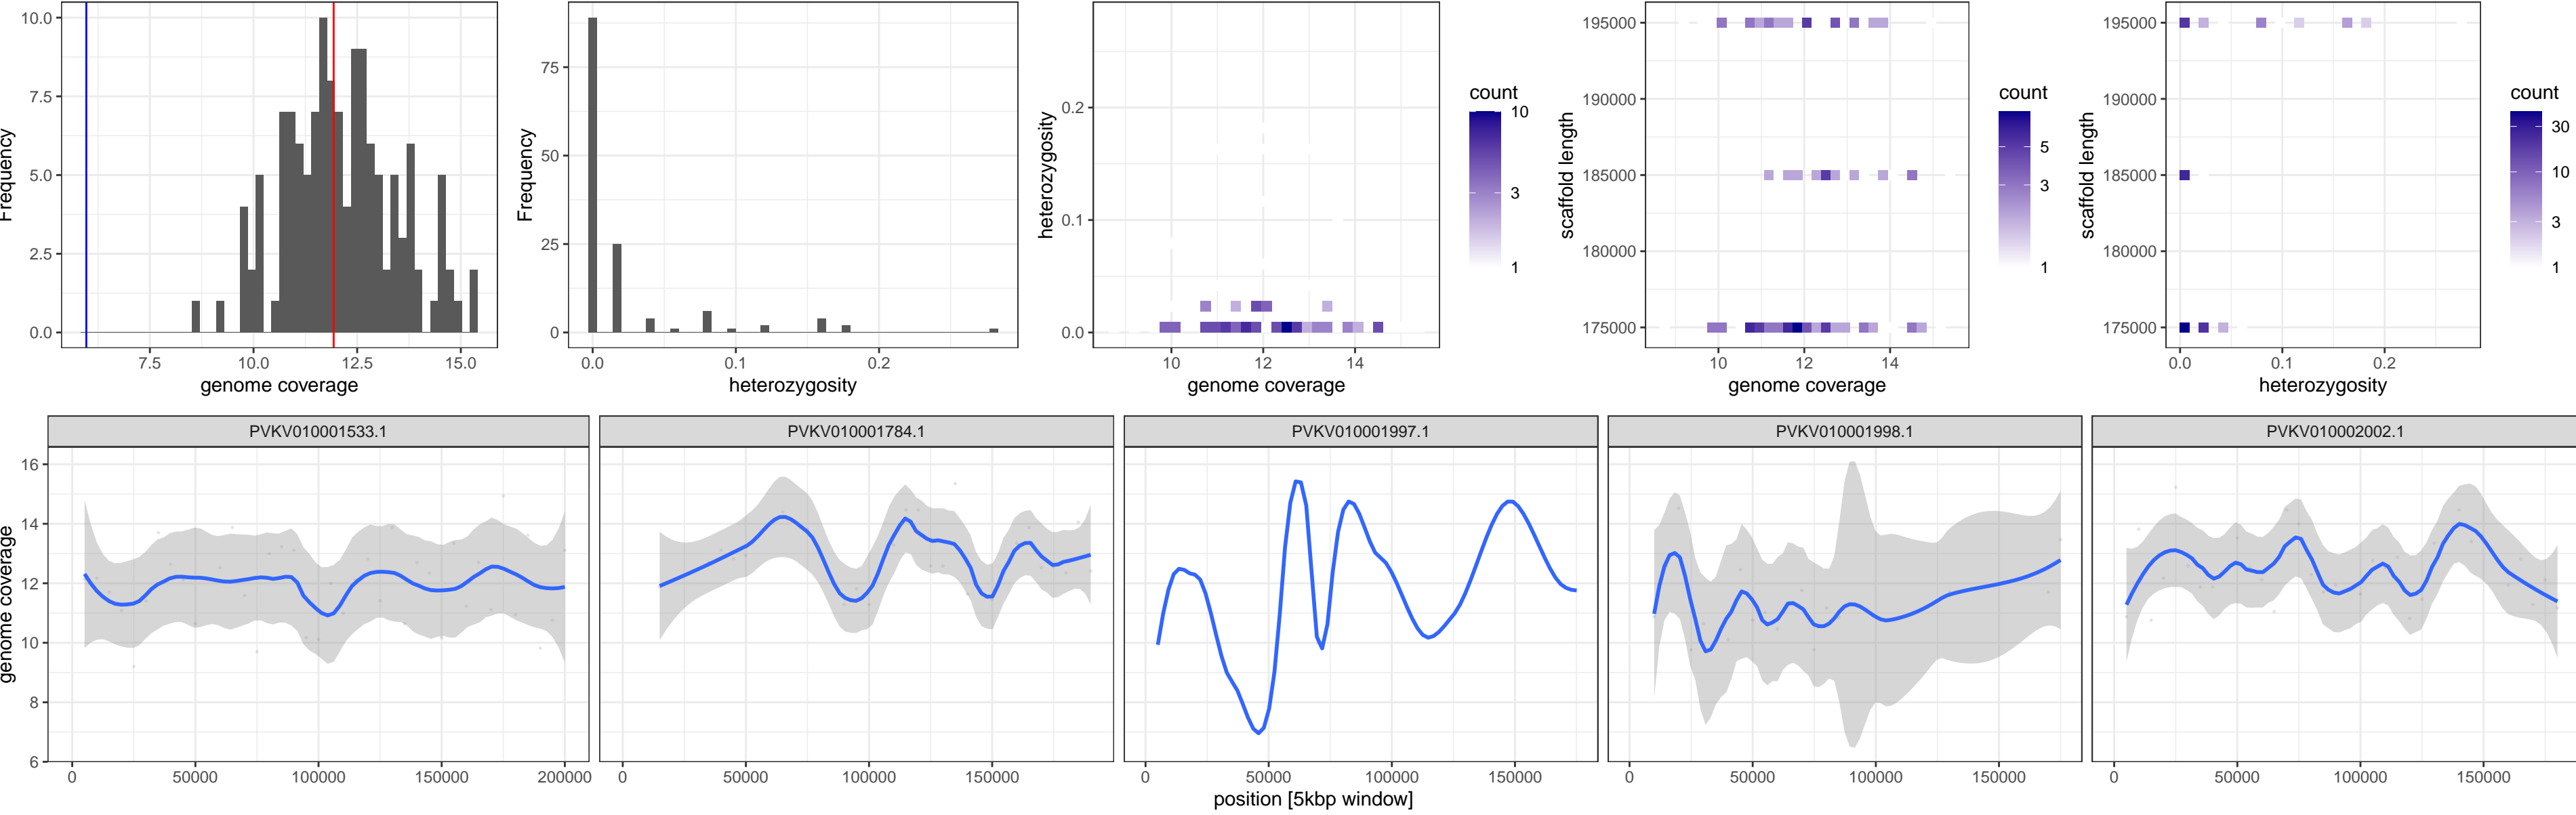 Frequency
10.0
7.5
5.0
2.5
0.0
7.5 10.0 12.5 15.0
genome coverage
Frequency
75
50
25
0
0.0 0.1 0.2
heterozygosity
heterozygosity
0.2
0.1
0.0
10 12 14
genome coverage
count
10
3
1
scaffold length
195000
190000
185000
180000
175000
10 12 14
genome coverage
count
5
3
1
scaffold length
195000
190000
185000
180000
175000
0.0 0.1 0.2
heterozygosity
count
30
10
3
1
PVKV010001533.1 PVKV010001784.1 PVKV010001997.1 PVKV010001998.1 PVKV010002002.1
genome coverage
16
14
12
10
8
6
0 50000 100000 150000 200000 0 50000 100000 150000 0 50000 100000 150000 0 50000 100000 150000 0 50000 100000 150000
position [5kbp window]